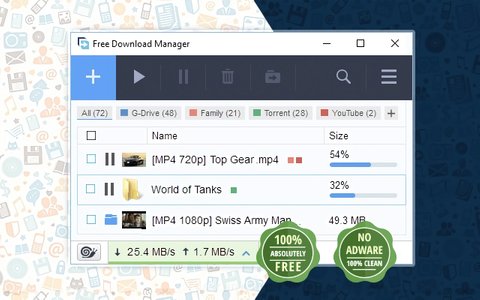 Free Download Manager
All (72) G-Drive (48) Family (21) Torrent (28) YouTube (2) +
Name Size
[MP4 720p] Top Gear .mp4 54%
World of Tanks 32%
[MP4 1080p] Swiss Army Man... 49.3 MB
25.4 MB/s 1.7 MB/s
100%
ABSOLUTELY
FREE
NO
ADWARE
100% CLEAN